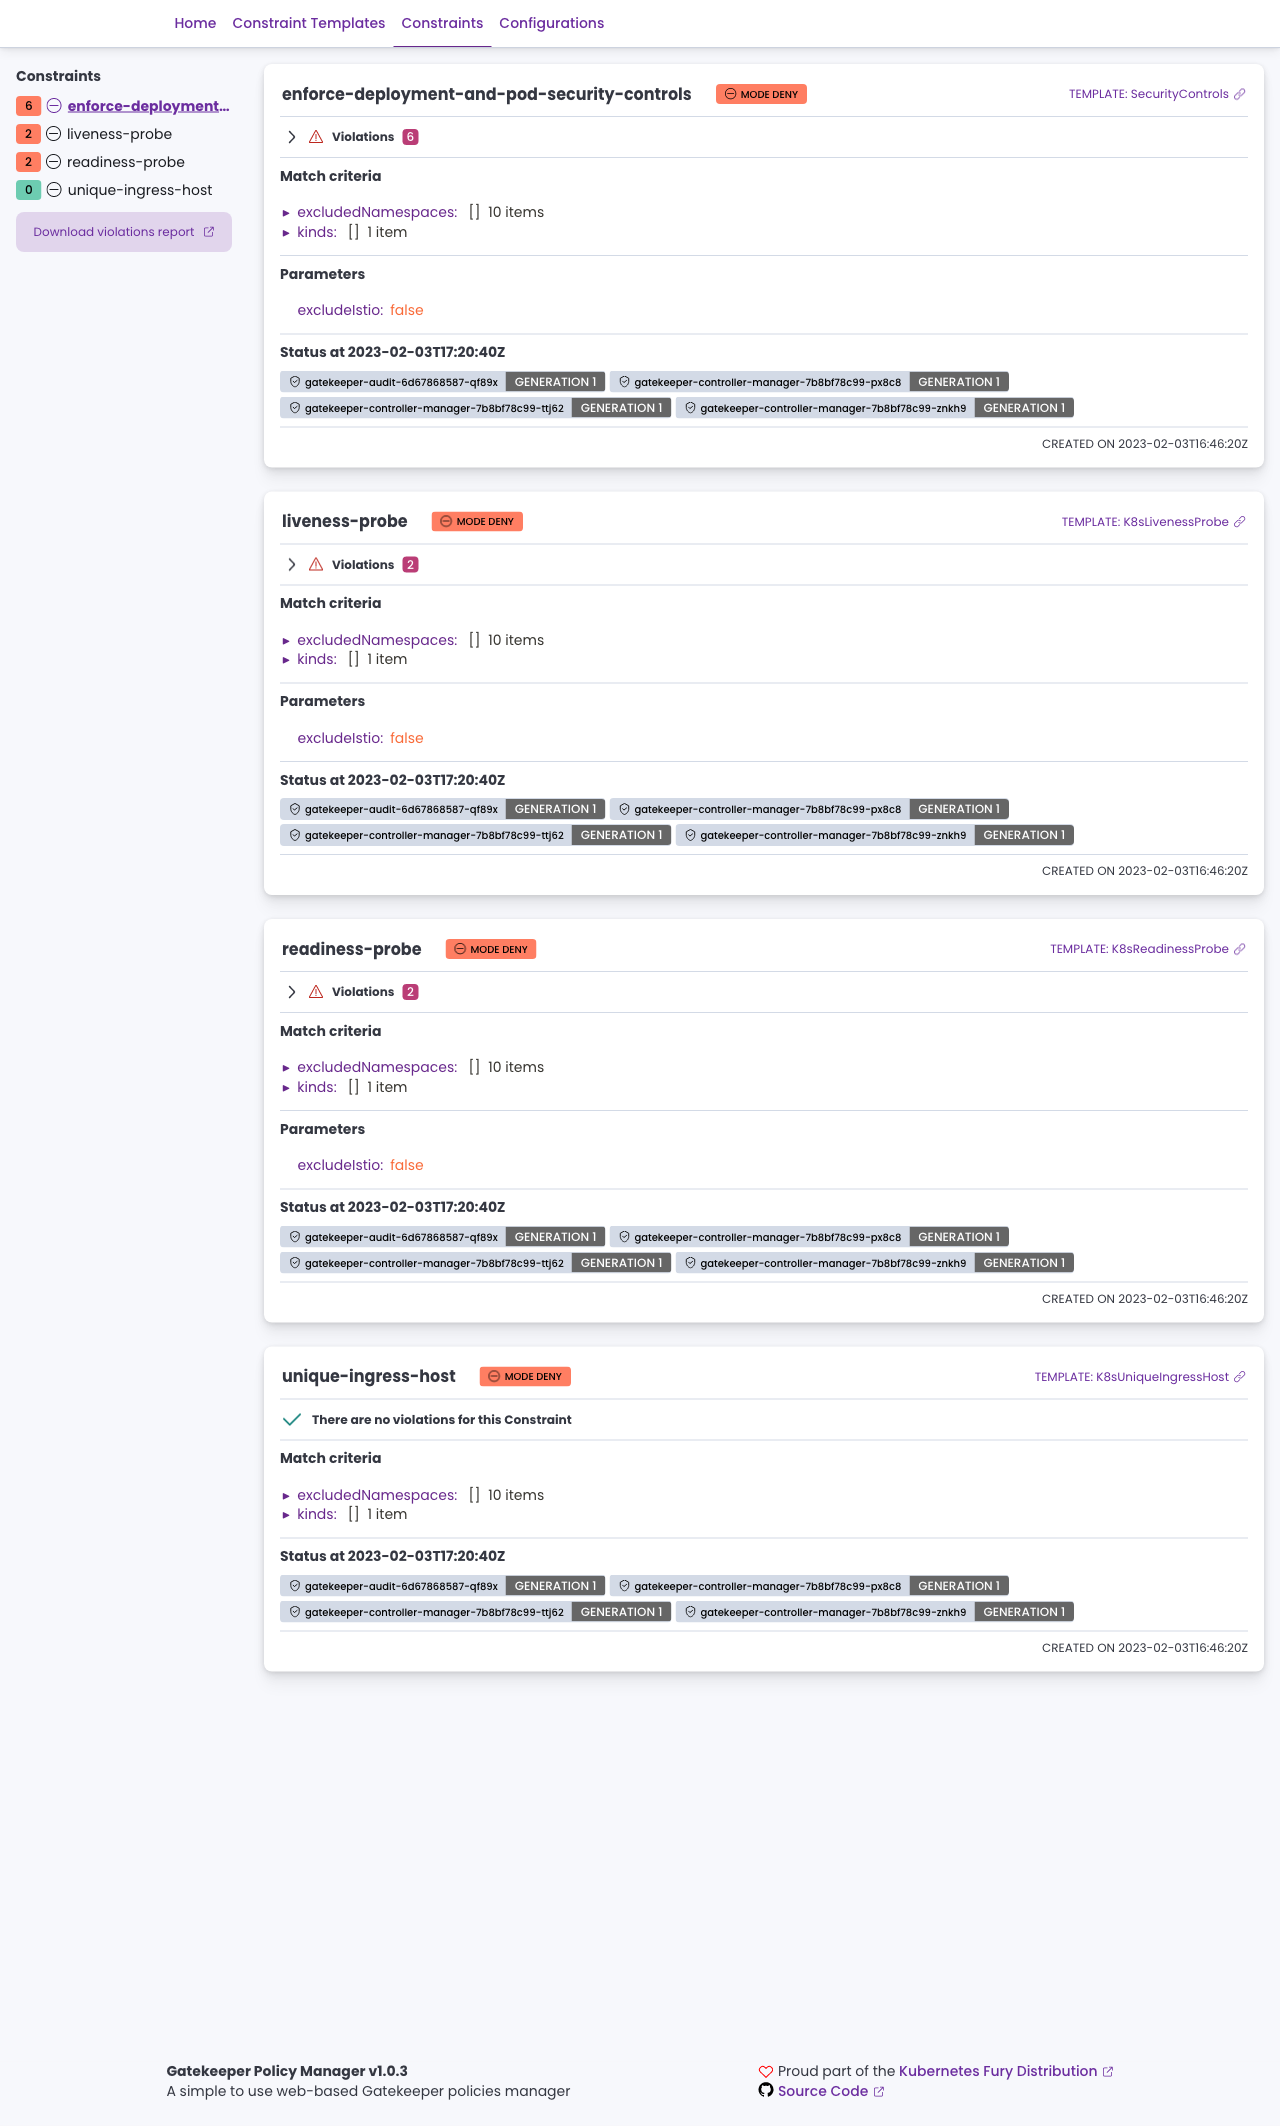 Home Constraint Templates Constraints Configurations
Constraints
6 enforce-deployment...
2 liveness-probe
2 readiness-probe
0 unique-ingress-host
Download violations report
enforce-deployment-and-pod-security-controls MODE DENY TEMPLATE: SecurityControls
Violations 6
Match criteria
► excludedNamespaces: [] 10 items
► kinds: [] 1 item
Parameters
excludeIstio: false
Status at 2023-02-03T17:20:40Z
gatekeeper-audit-6d67868587-qf89x GENERATION 1 gatekeeper-controller-manager-7b8bf78c99-px8c8 GENERATION 1
gatekeeper-controller-manager-7b8bf78c99-ttj62 GENERATION 1 gatekeeper-controller-manager-7b8bf78c99-znkh9 GENERATION 1
CREATED ON 2023-02-03T16:46:20Z
liveness-probe MODE DENY TEMPLATE: K8sLivenessProbe
Violations 2
Match criteria
► excludedNamespaces: [] 10 items
► kinds: [] 1 item
Parameters
excludeIstio: false
Status at 2023-02-03T17:20:40Z
gatekeeper-audit-6d67868587-qf89x GENERATION 1 gatekeeper-controller-manager-7b8bf78c99-px8c8 GENERATION 1
gatekeeper-controller-manager-7b8bf78c99-ttj62 GENERATION 1 gatekeeper-controller-manager-7b8bf78c99-znkh9 GENERATION 1
CREATED ON 2023-02-03T16:46:20Z
readiness-probe MODE DENY TEMPLATE: K8sReadinessProbe
Violations 2
Match criteria
► excludedNamespaces: [] 10 items
► kinds: [] 1 item
Parameters
excludeIstio: false
Status at 2023-02-03T17:20:40Z
gatekeeper-audit-6d67868587-qf89x GENERATION 1 gatekeeper-controller-manager-7b8bf78c99-px8c8 GENERATION 1
gatekeeper-controller-manager-7b8bf78c99-ttj62 GENERATION 1 gatekeeper-controller-manager-7b8bf78c99-znkh9 GENERATION 1
CREATED ON 2023-02-03T16:46:20Z
unique-ingress-host MODE DENY TEMPLATE: K8sUniqueIngressHost
There are no violations for this Constraint
Match criteria
► excludedNamespaces: [] 10 items
► kinds: [] 1 item
Status at 2023-02-03T17:20:40Z
gatekeeper-audit-6d67868587-qf89x GENERATION 1 gatekeeper-controller-manager-7b8bf78c99-px8c8 GENERATION 1
gatekeeper-controller-manager-7b8bf78c99-ttj62 GENERATION 1 gatekeeper-controller-manager-7b8bf78c99-znkh9 GENERATION 1
CREATED ON 2023-02-03T16:46:20Z
Gatekeeper Policy Manager v1.0.3
A simple to use web-based Gatekeeper policies manager
Proud part of the Kubernetes Fury Distribution
Source Code